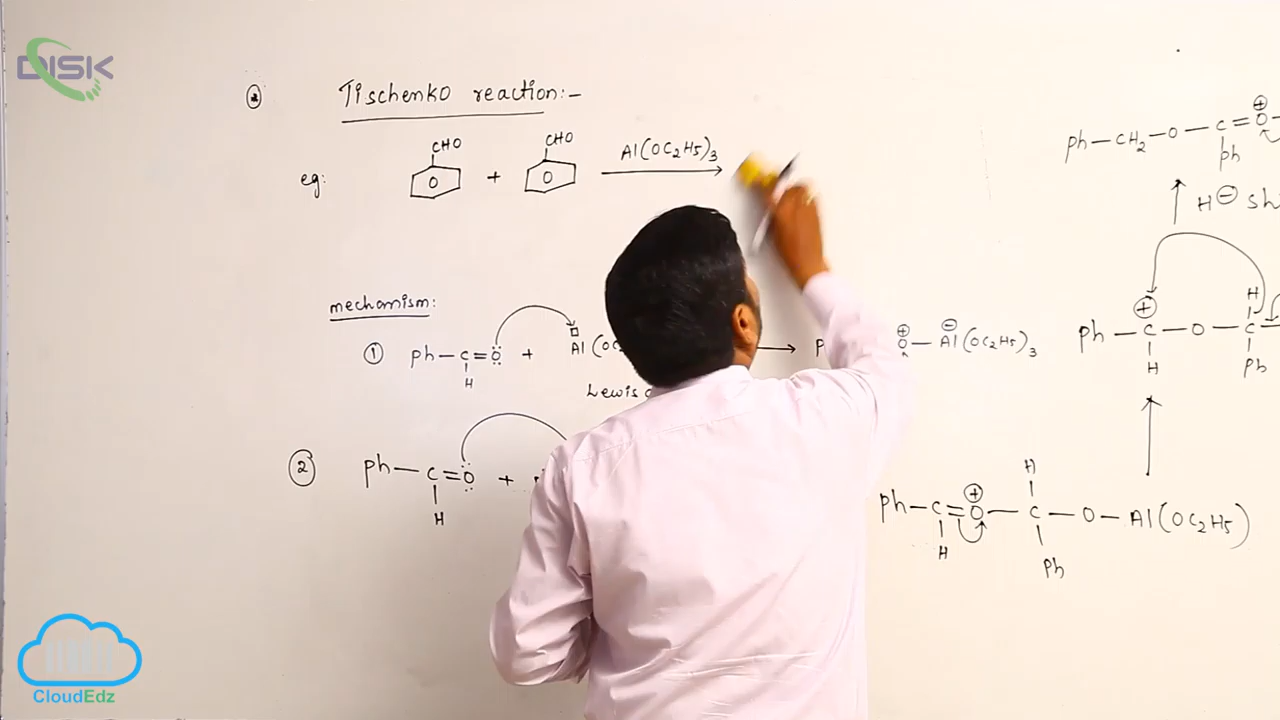 DISK
* Tischenko reaction:-
CHO CHO
eg: + Al(OC2H5)3
mechanism:
① Ph—C=O + Al(OC
H
Lewis
O—Al(OC2H5)3
⊕ ⊖
② Ph—C=O +
H
Ph—CH2—O—C=O
⊕
Ph
H⊖ Sh
H
Ph—C—O—C
⊕
H Ph
H
Ph—C=O—C—O—Al(OC2H5)
⊕
H Ph
CloudEdz